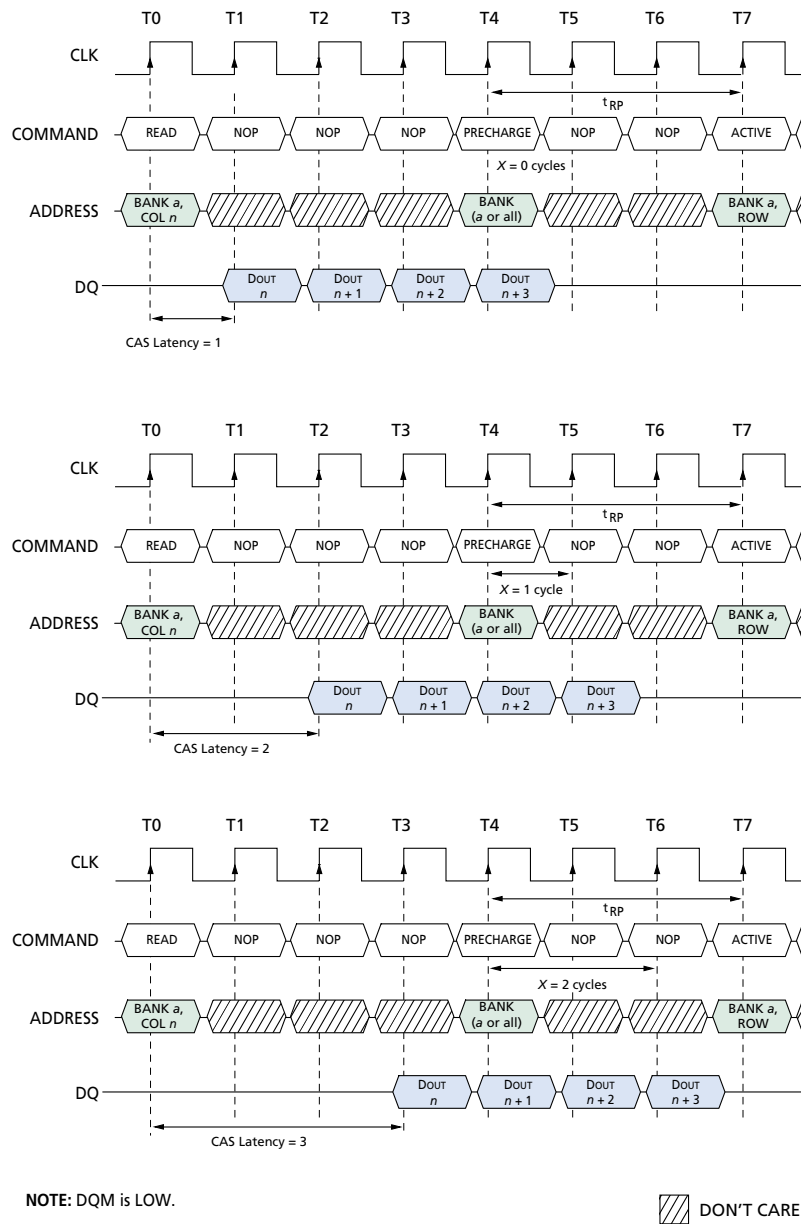 T0 T1 T2 T3 T4 T5 T6 T7
CLK
tRP
COMMAND READ NOP NOP NOP PRECHARGE NOP NOP ACTIVE
X = 0 cycles
ADDRESS BANK a, COL n BANK (a or all) BANK a, ROW
DQ DOUT n DOUT n + 1 DOUT n + 2 DOUT n + 3
CAS Latency = 1
T0 T1 T2 T3 T4 T5 T6 T7
CLK
tRP
COMMAND READ NOP NOP NOP PRECHARGE NOP NOP ACTIVE
X = 1 cycle
ADDRESS BANK a, COL n BANK (a or all) BANK a, ROW
DQ DOUT n DOUT n + 1 DOUT n + 2 DOUT n + 3
CAS Latency = 2
T0 T1 T2 T3 T4 T5 T6 T7
CLK
tRP
COMMAND READ NOP NOP NOP PRECHARGE NOP NOP ACTIVE
X = 2 cycles
ADDRESS BANK a, COL n BANK (a or all) BANK a, ROW
DQ DOUT n DOUT n + 1 DOUT n + 2 DOUT n + 3
CAS Latency = 3
NOTE: DQM is LOW.
DON'T CARE